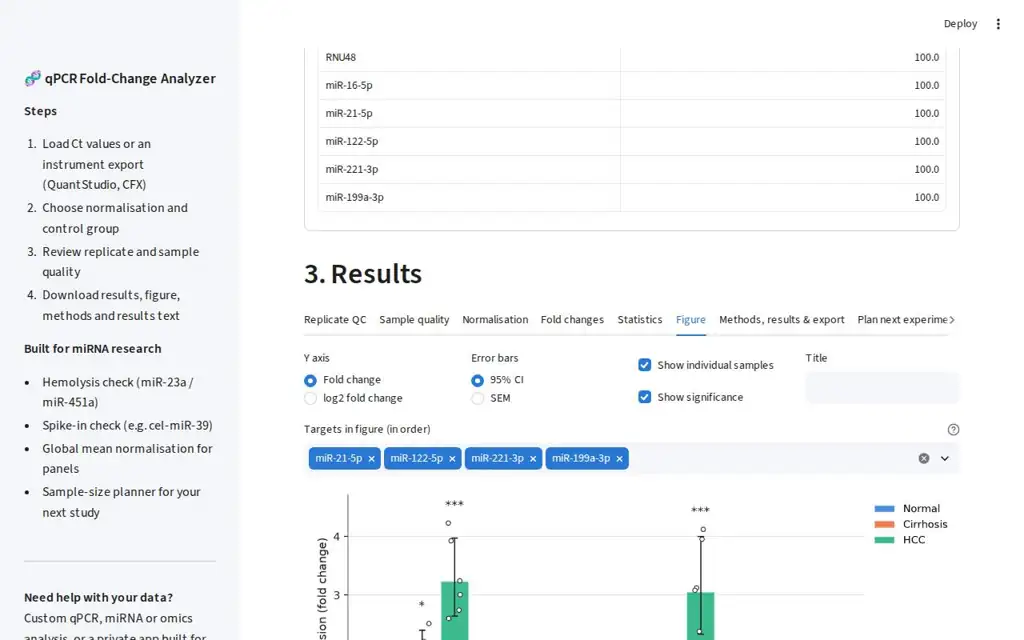 Deploy
🧬 qPCR Fold-Change Analyzer
Steps
1. Load Ct values or an
instrument export
(QuantStudio, CFX)
2. Choose normalisation and
control group
3. Review replicate and sample
quality
4. Download results, figure,
methods and results text
Built for miRNA research
• Hemolysis check (miR-23a /
miR-451a)
• Spike-in check (e.g. cel-miR-39)
• Global mean normalisation for
panels
• Sample-size planner for your
next study
Need help with your data?
Custom qPCR, miRNA or omics
analysis, or a private app built for
RNU48 100.0
miR-16-5p 100.0
miR-21-5p 100.0
miR-122-5p 100.0
miR-221-3p 100.0
miR-199a-3p 100.0
3. Results
Replicate QC Sample quality Normalisation Fold changes Statistics Figure Methods, results & export Plan next experime
Y axis Error bars Title
Fold change 95% CI Show individual samples
log2 fold change SEM Show significance
Targets in figure (in order)
miR-21-5p miR-122-5p miR-221-3p miR-199a-3p
*** ***
Normal
Cirrhosis
HCC
4
3
*
sion (fold change)